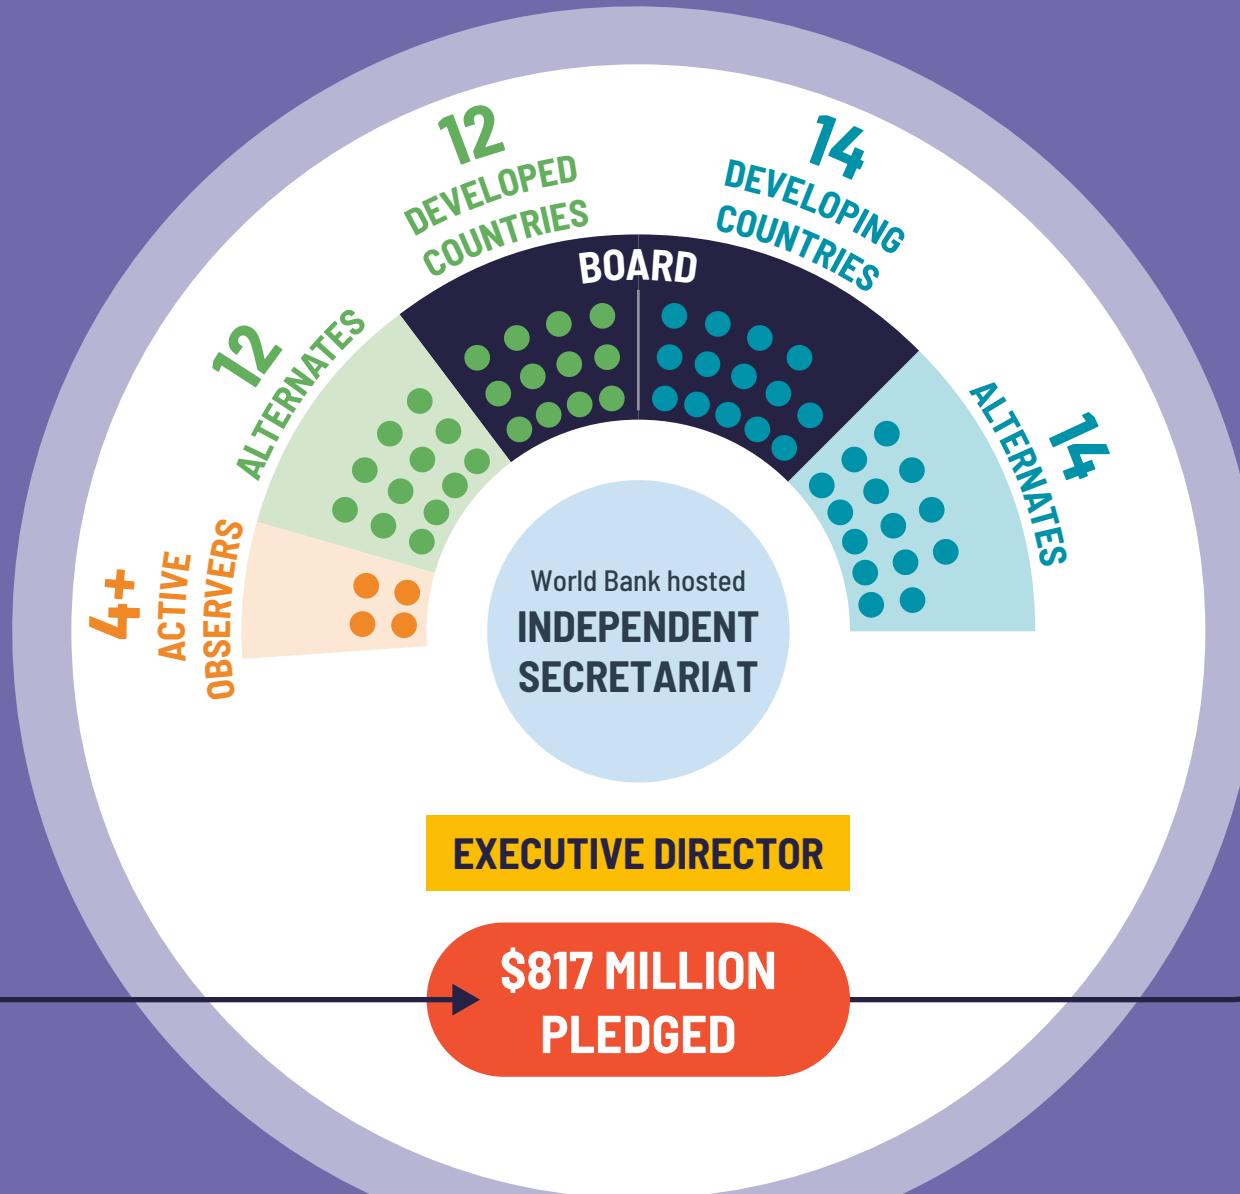 12
DEVELOPED
COUNTRIES
14
DEVELOPING
COUNTRIES
BOARD
12
ALTERNATES
14
ALTERNATES
4+
ACTIVE
OBSERVERS
World Bank hosted
INDEPENDENT
SECRETARIAT
EXECUTIVE DIRECTOR
$817 MILLION
PLEDGED